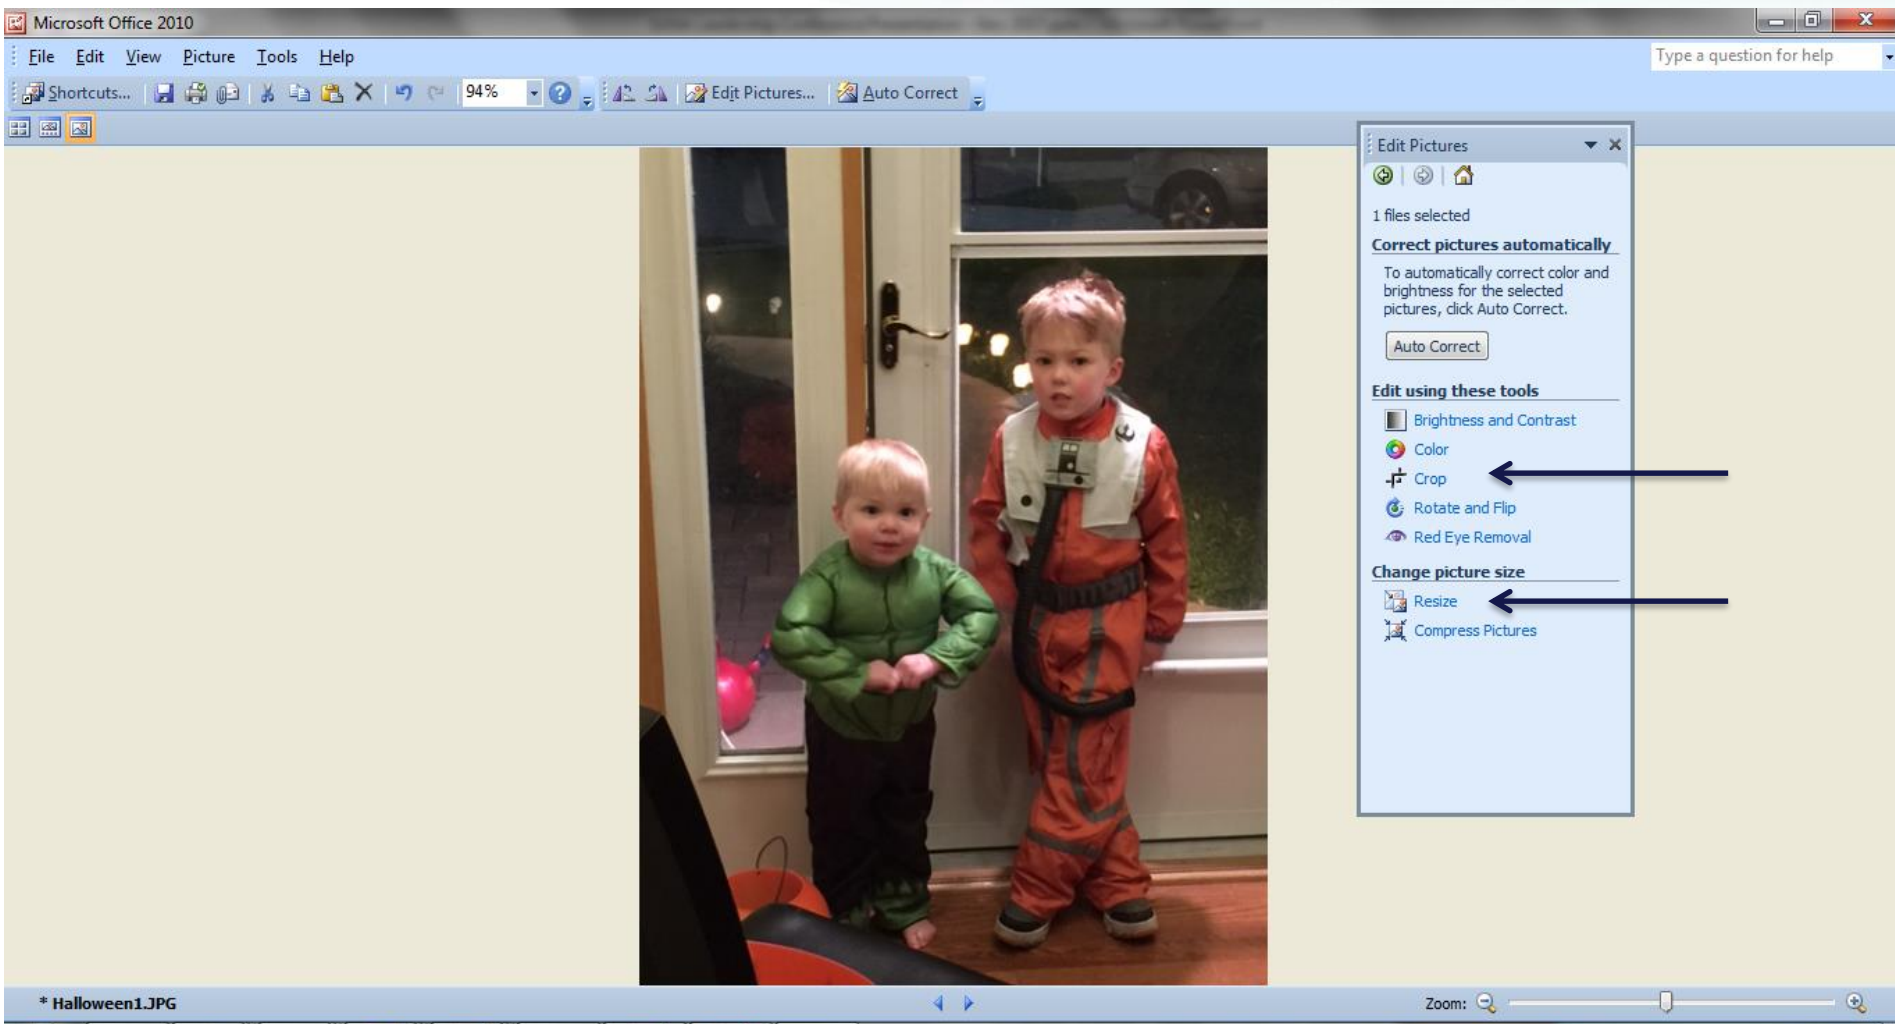 Microsoft Office 2010
File Edit View Picture Tools Help
Type a question for help
Shortcuts... 94% Edit Pictures... Auto Correct
Edit Pictures
1 files selected
Correct pictures automatically
To automatically correct color and
brightness for the selected
pictures, click Auto Correct.
Auto Correct
Edit using these tools
Brightness and Contrast
Color
Crop
Rotate and Flip
Red Eye Removal
Change picture size
Resize
Compress Pictures
* Halloween1.JPG
Zoom: